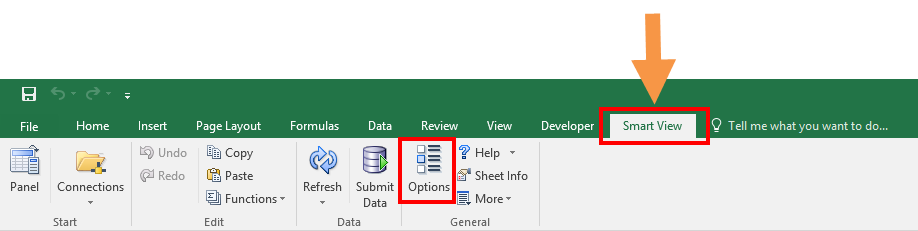 File Home Insert Page Layout Formulas Data Review View Developer Smart View Tell me what you want to do...
Panel Connections Undo Redo Copy Paste Functions Refresh Submit Data Options Help Sheet Info More
Start Edit Data General